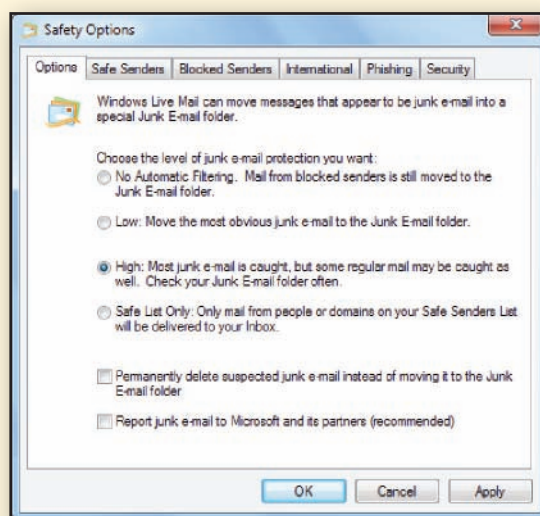 Safety Options
Options Safe Senders Blocked Senders International Phishing Security
Windows Live Mail can move messages that appear to be junk e-mail into a
special Junk E-mail folder.
Choose the level of junk e-mail protection you want:
No Automatic Filtering. Mail from blocked senders is still moved to the
Junk E-mail folder.
Low: Move the most obvious junk e-mail to the Junk E-mail folder.
High: Most junk e-mail is caught, but some regular mail may be caught as
well. Check your Junk E-mail folder often.
Safe List Only: Only mail from people or domains on your Safe Senders List
will be delivered to your Inbox.
Permanently delete suspected junk e-mail instead of moving it to the Junk
E-mail folder
Report junk e-mail to Microsoft and its partners (recommended)
OK Cancel Apply